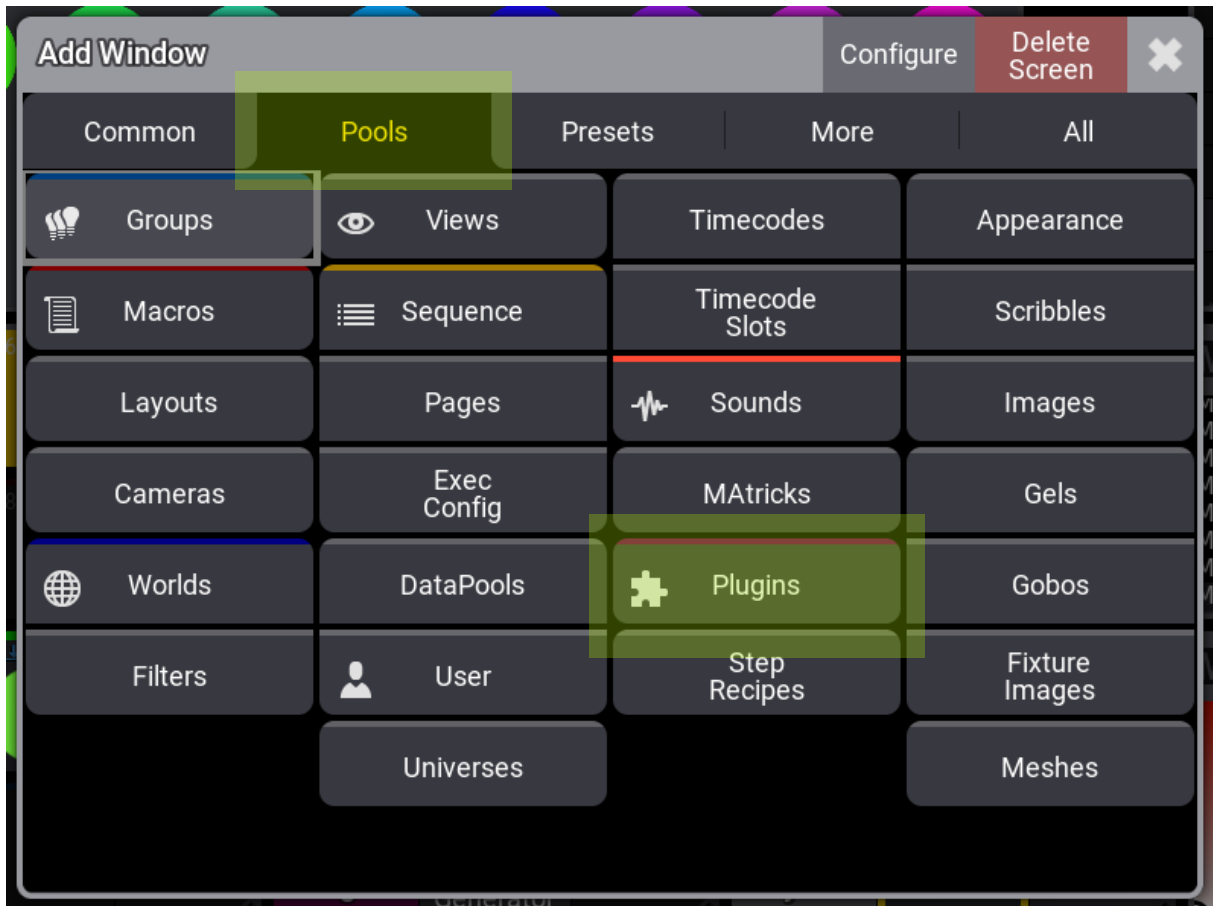 Add Window
Configure
Delete
Screen
Common
Pools
Presets
More
All
Groups
Views
Timecodes
Appearance
Macros
Sequence
Timecode
Slots
Scribbles
Layouts
Pages
Sounds
Images
Cameras
Exec
Config
MAtricks
Gels
Worlds
DataPools
Plugins
Gobos
Filters
User
Step
Recipes
Fixture
Images
Universes
Meshes
Generator